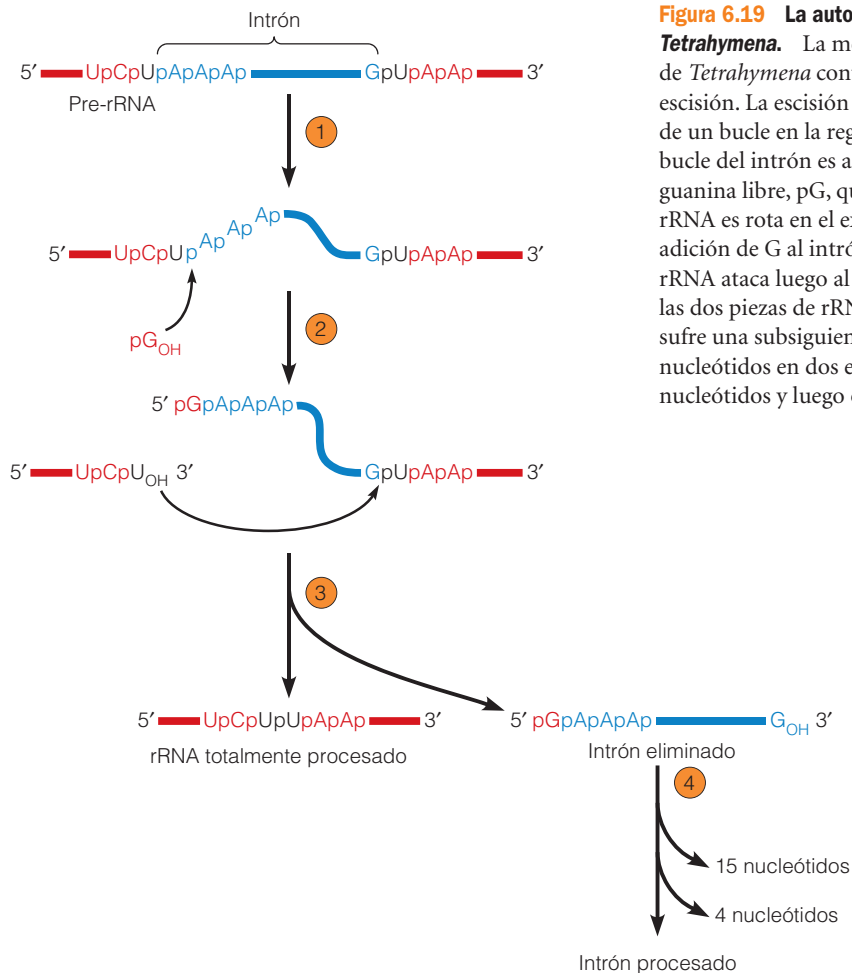 Intrón
5′ UpCpUpApApAp GpUpApAp 3′
Pre-rRNA
1
5′ UpCpUpApApAp GpUpApAp 3′
pGOH
2
5′ pGpApApAp
5′ UpCpUOH 3′ GpUpApAp 3′
3
5′ UpCpUpUpApAp 3′
rRNA totalmente procesado
5′ pGpApApAp GOH 3′
Intrón eliminado
4
15 nucleótidos
4 nucleótidos
Intrón procesado
Figura 6.19 La auto
Tetrahymena. La m
de Tetrahymena con
escisión. La escisión
de un bucle en la reg
bucle del intrón es a
guanina libre, pG, qu
rRNA es rota en el ex
adición de G al intró
rRNA ataca luego al
las dos piezas de rRN
sufre una subsiguien
nucleótidos en dos e
nucleótidos y luego